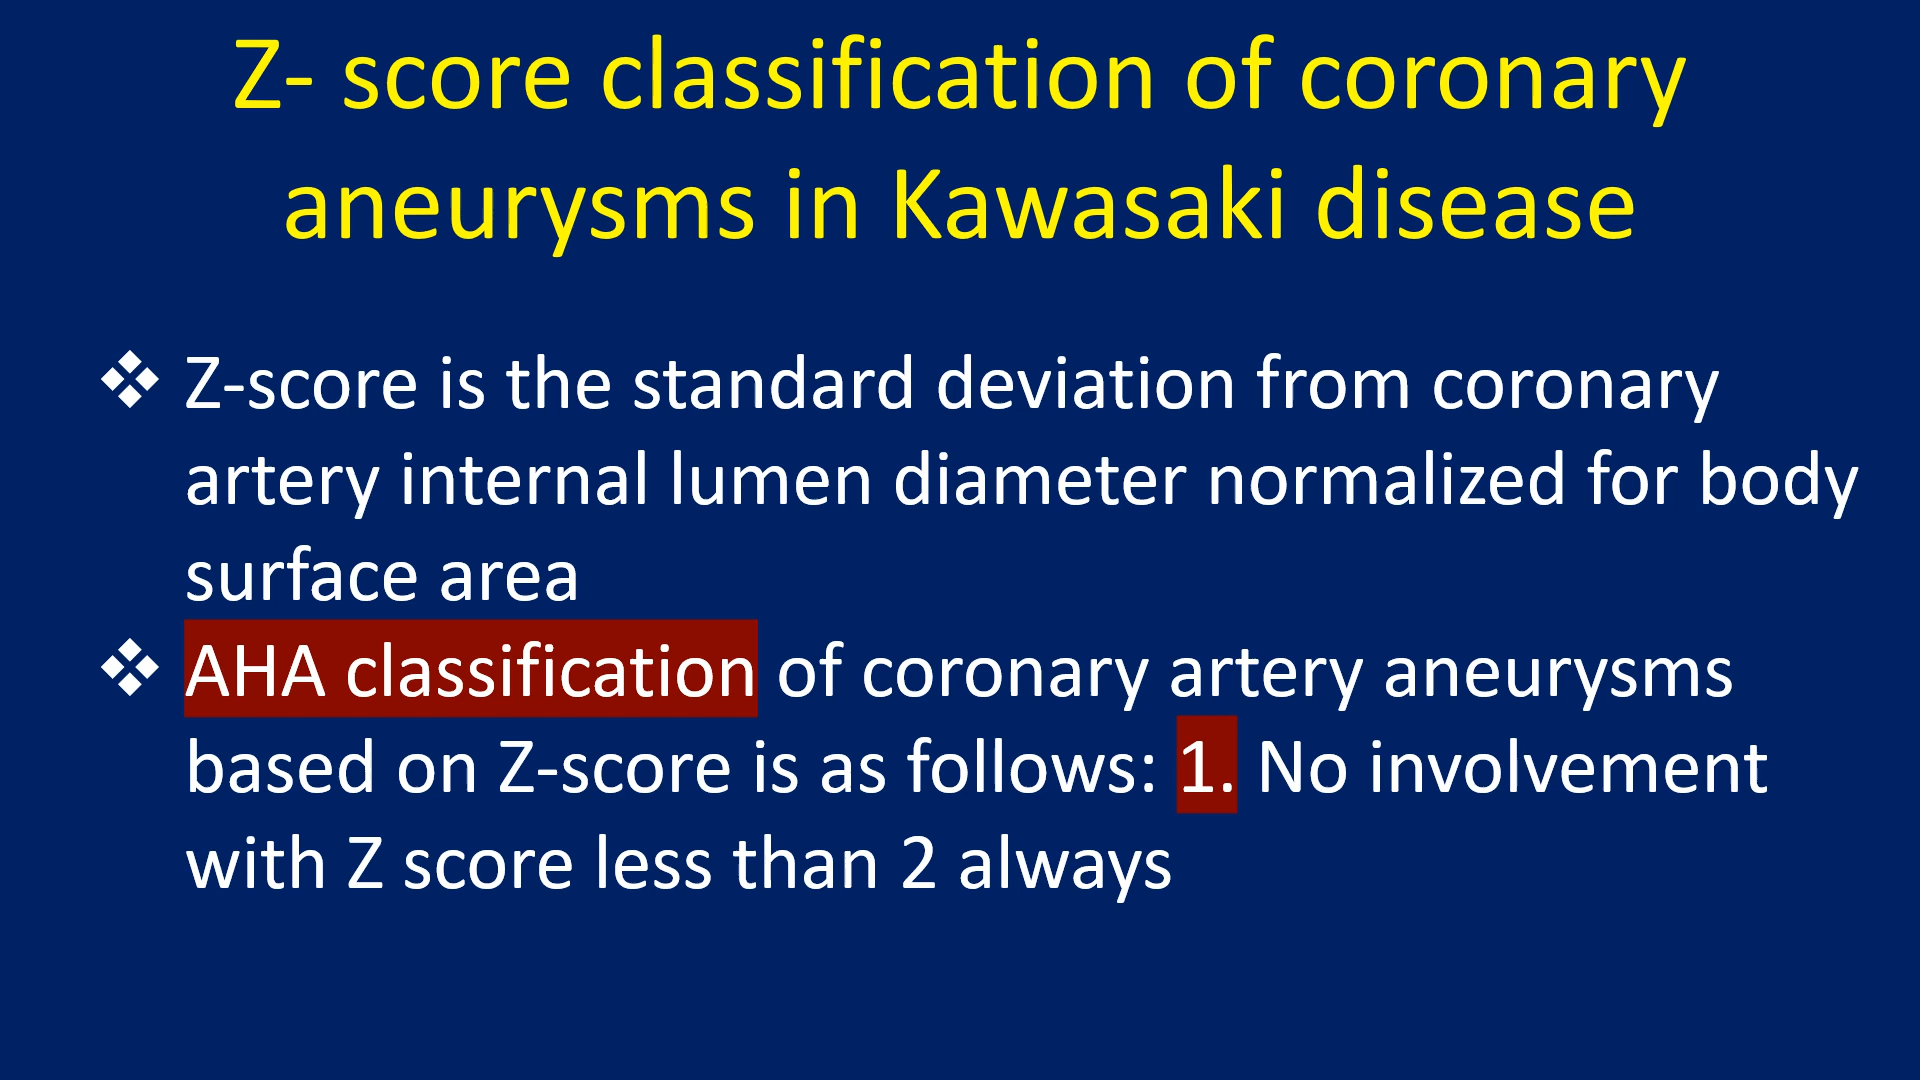 Z- score classification of coronary
aneurysms in Kawasaki disease
❖ Z-score is the standard deviation from coronary
artery internal lumen diameter normalized for body
surface area
❖ AHA classification of coronary artery aneurysms
based on Z-score is as follows: 1. No involvement
with Z score less than 2 always